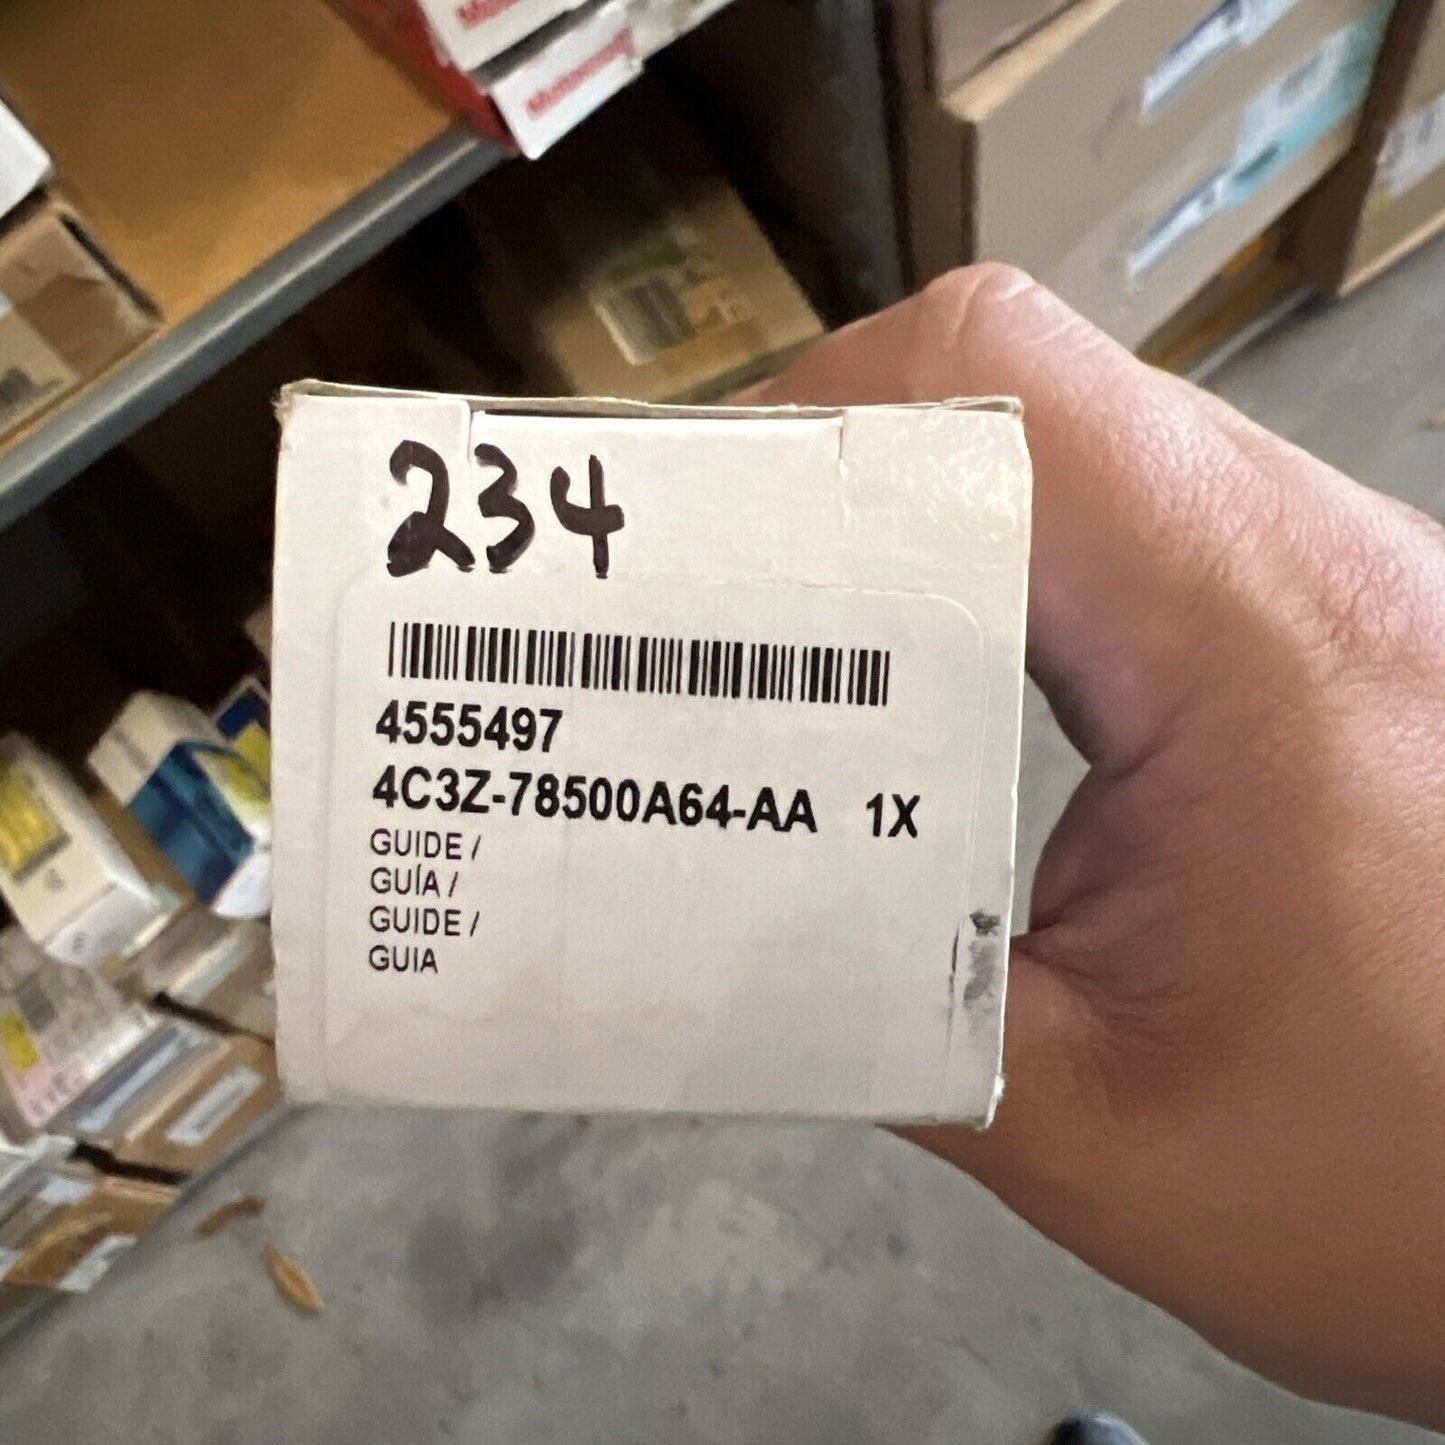 234
4555497
4C3Z-78500A64-AA 1X
GUIDE /
GUÍA /
GUIDE /
GUIA